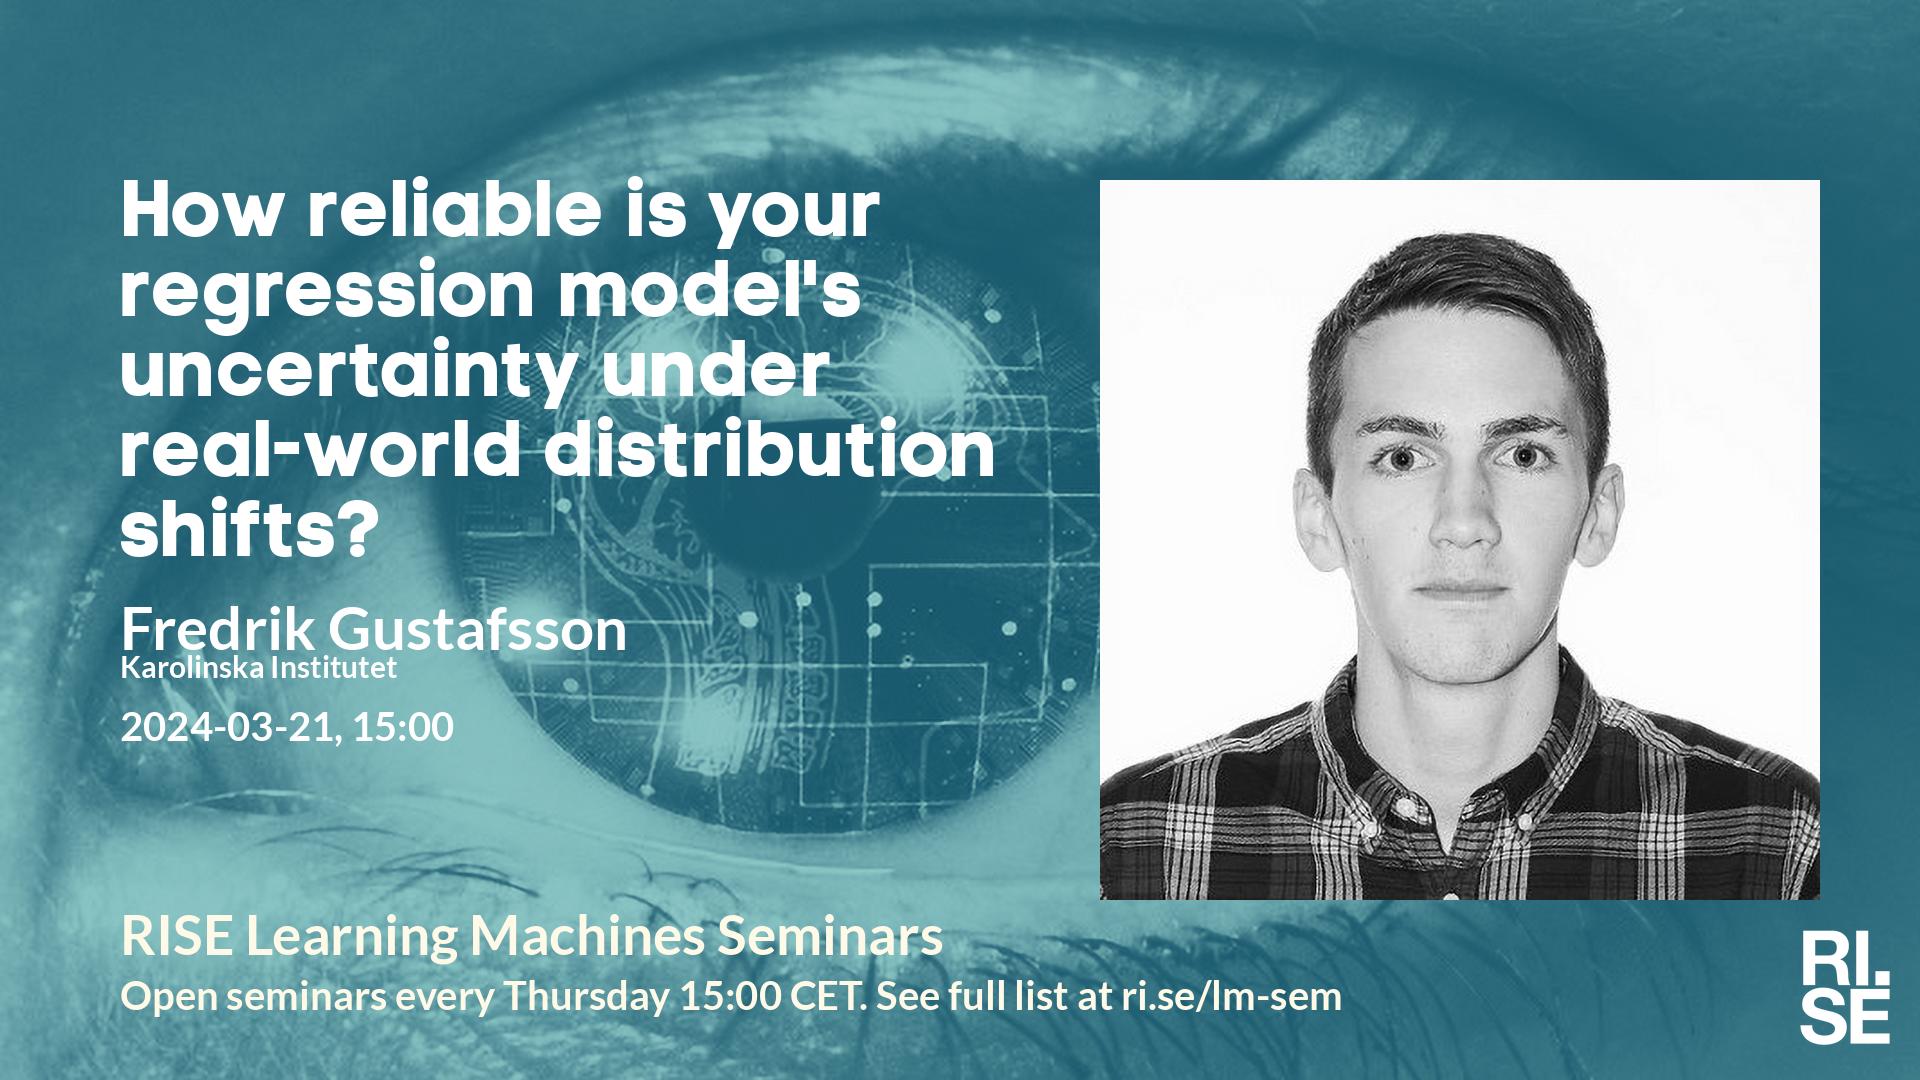 How reliable is your
regression model's
uncertainty under
real-world distribution
shifts?
Fredrik Gustafsson
Karolinska Institutet
2024-03-21, 15:00
RISE Learning Machines Seminars
Open seminars every Thursday 15:00 CET. See full list at ri.se/lm-sem
RI.
SE